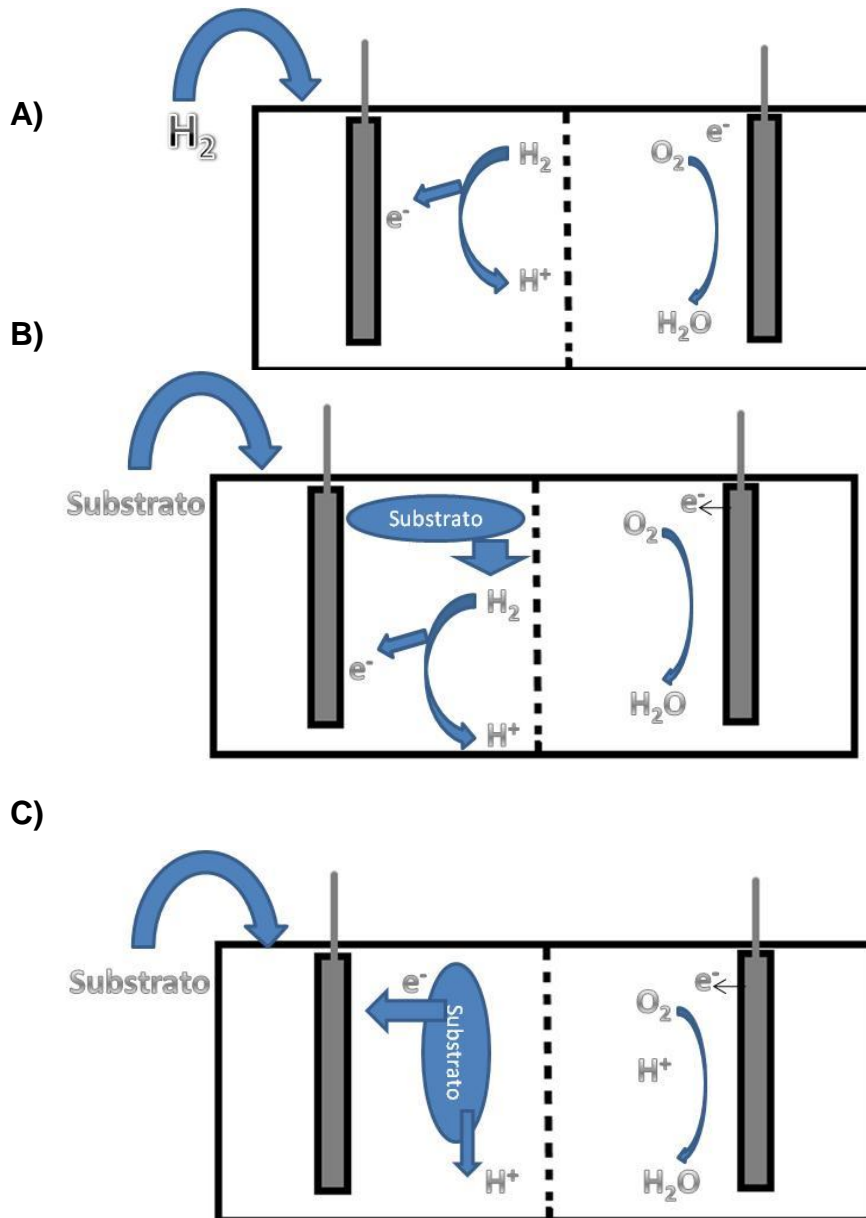 A)
H₂
H₂
e⁻
H⁺
e⁻
O₂
H₂O
B)
Substrato
Substrato
H₂
e⁻
H⁺
e⁻
O₂
H₂O
C)
Substrato
e⁻
Substrato
H⁺
e⁻
O₂
H⁺
H₂O